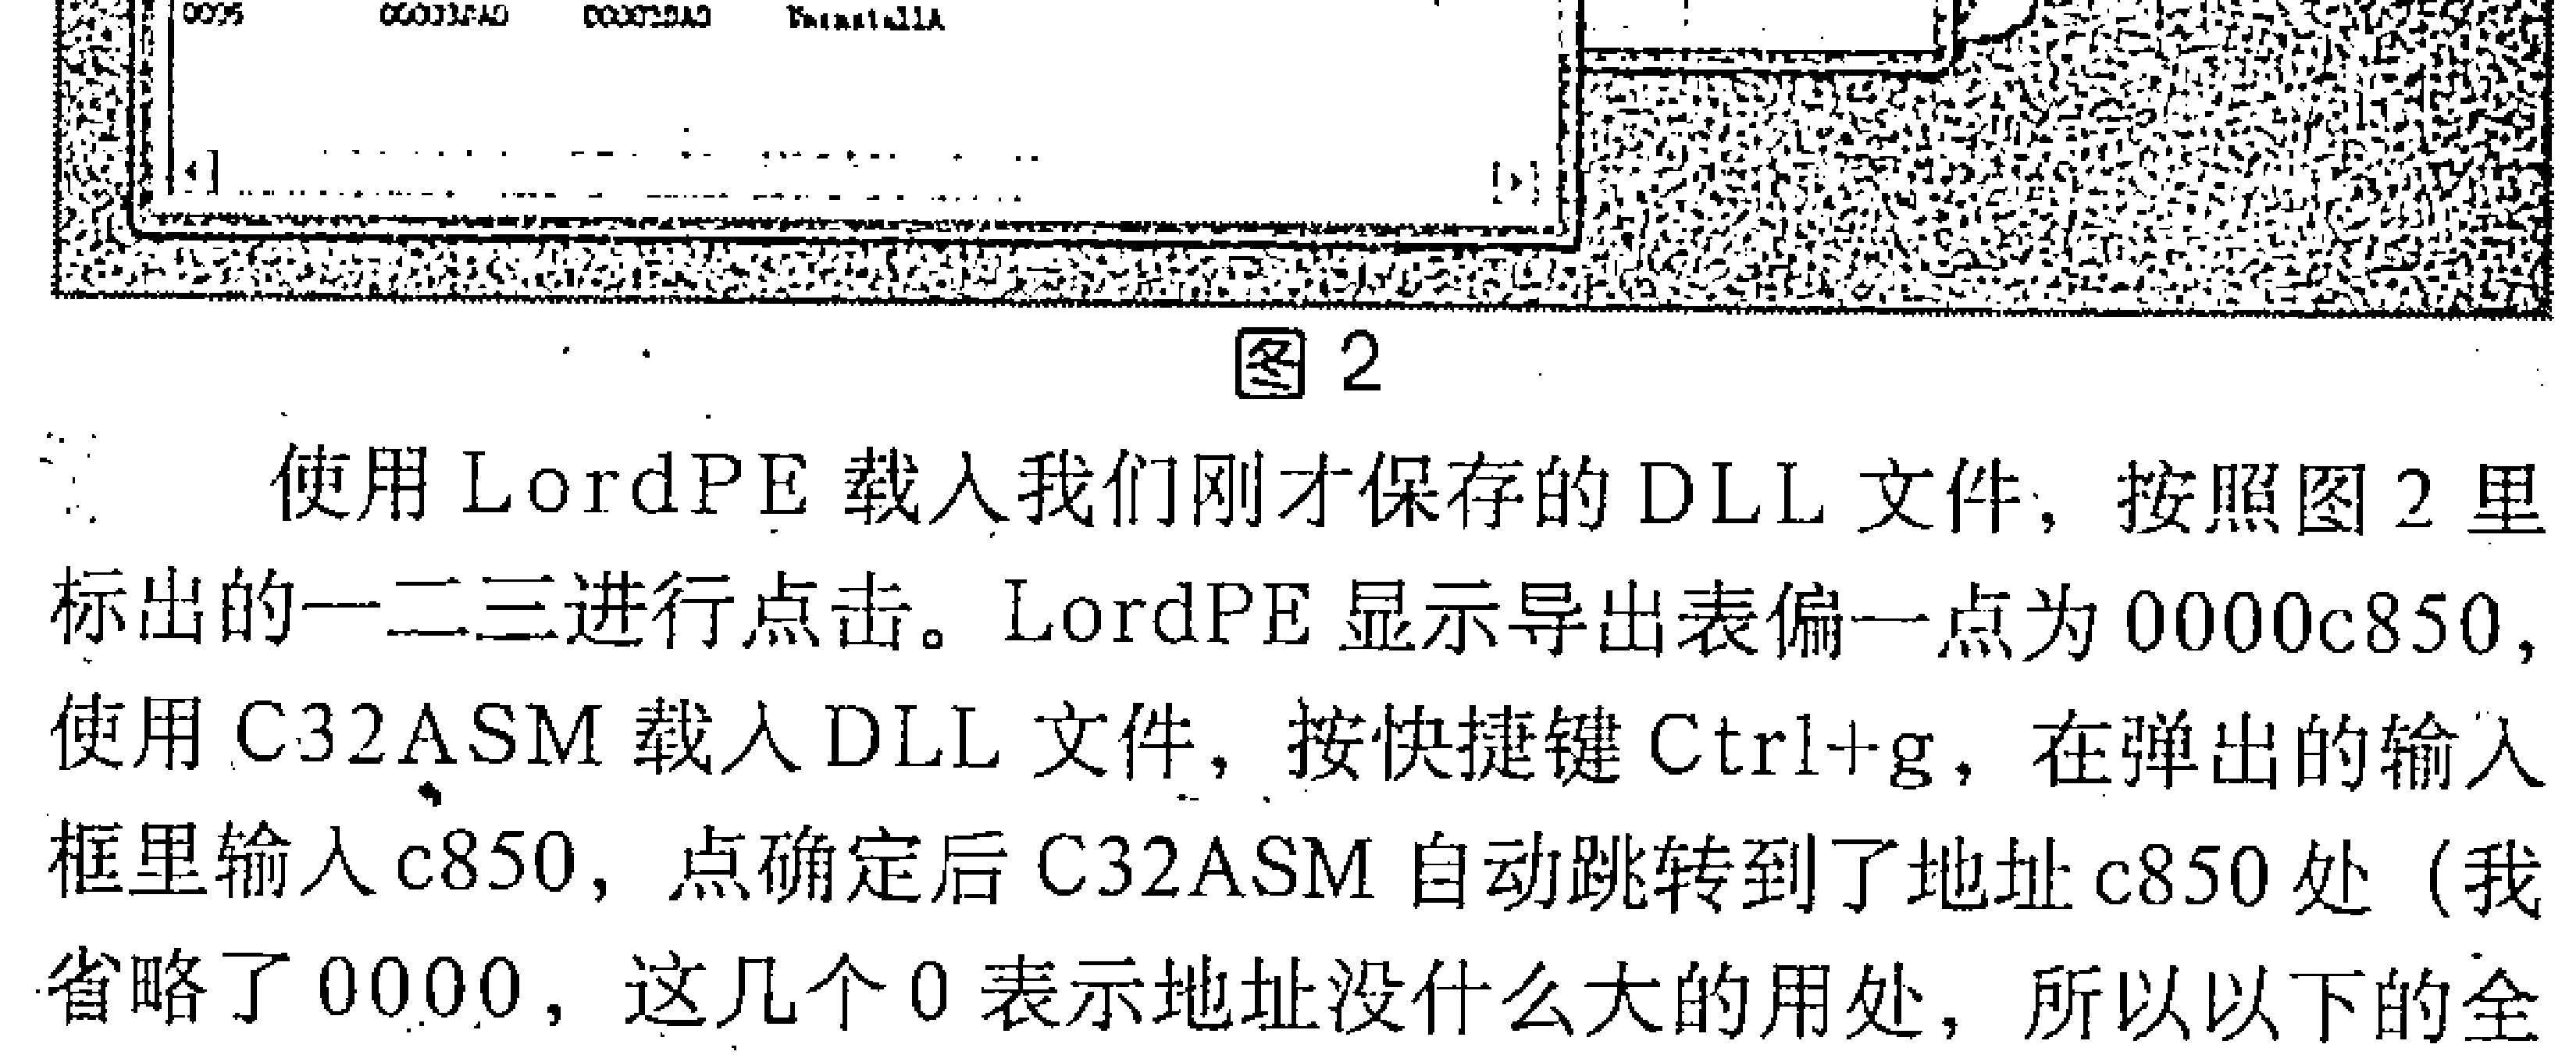 图 2
使用 LordPE 载入我们刚才保存的 DLL 文件，按照图 2 里
标出的一二三进行点击。LordPE 显示导出表偏一点为 0000c850，
使用 C32ASM 载入 DLL 文件，按快捷键 Ctrl+g，在弹出的输入
框里输入 c850，点确定后 C32ASM 自动跳转到了地址 c850 处（我
省略了 0000，这几个 0 表示地址没什么大的用处，所以以下的全